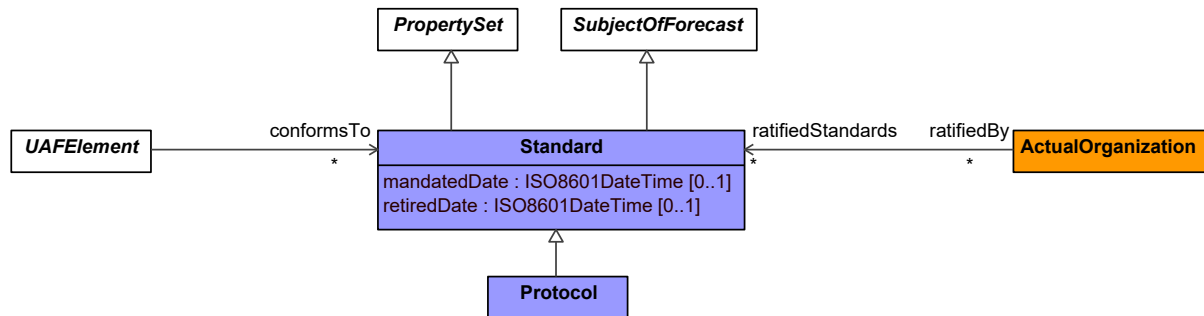 PropertySet
SubjectOfForecast
UAFElement
conformsTo
*
Standard
mandatedDate : ISO8601DateTime [0..1]
retiredDate : ISO8601DateTime [0..1]
ratifiedStandards
*
ratifiedBy
*
ActualOrganization
Protocol